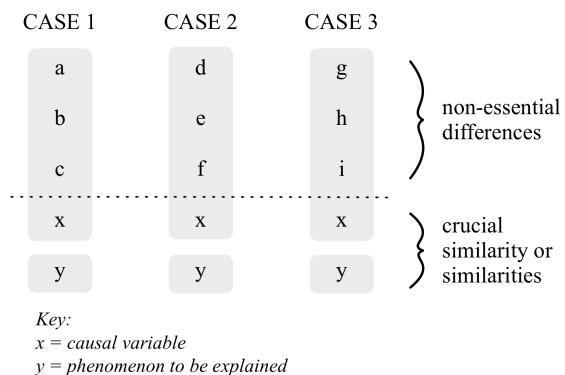 CASE 1 CASE 2 CASE 3
a d g
b e h
c f i
non-essential
differences
x x x
y y y
crucial
similarity or
similarities
Key:
x = causal variable
y = phenomenon to be explained